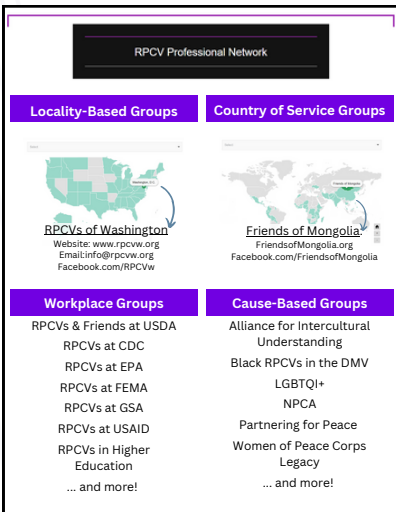 RPCV Professional Network
Locality-Based Groups
Washington, D.C.
RPCVs of Washington
Website: www.rpcvw.org
Email:info@rpcvw.org
Facebook.com/RPCVw
Country of Service Groups
Friends of Mongolia
Friends of Mongolia.
FriendsofMongolia.org
Facebook.com/FriendsofMongolia
Workplace Groups
RPCVs & Friends at USDA
RPCVs at CDC
RPCVs at EPA
RPCVs at FEMA
RPCVs at GSA
RPCVs at USAID
RPCVs in Higher
Education
... and more!
Cause-Based Groups
Alliance for Intercultural
Understanding
Black RPCVs in the DMV
LGBTQI+
NPCA
Partnering for Peace
Women of Peace Corps
Legacy
... and more!